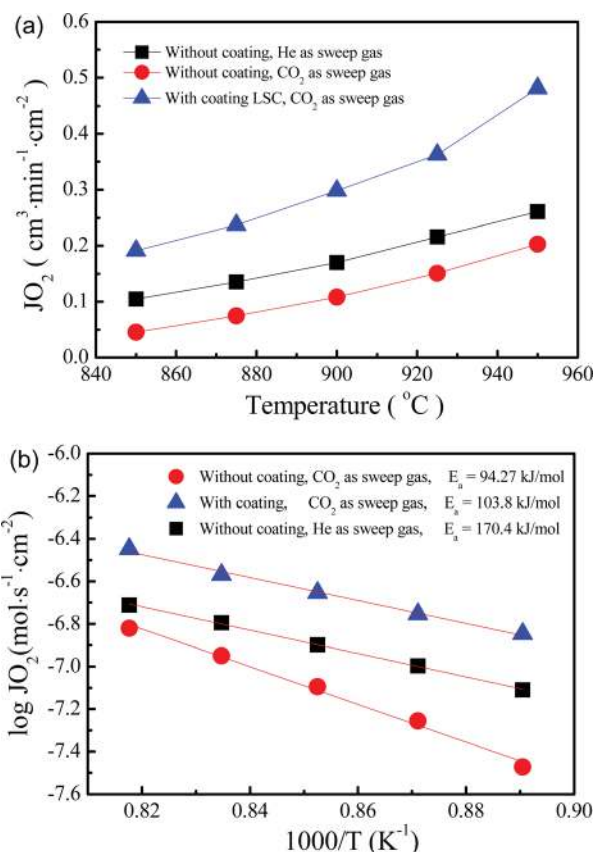 (a)
Without coating, He as sweep gas
Without coating, CO₂ as sweep gas
With coating LSC, CO₂ as sweep gas
JO₂ ( cm³·min⁻¹·cm⁻²)
0.6
0.5
0.4
0.3
0.2
0.1
0.0
840 860 880 900 920 940 960
Temperature ( °C)
(b)
Without coating, CO₂ as sweep gas, Eₐ = 94.27 kJ/mol
With coating, CO₂ as sweep gas, Eₐ = 103.8 kJ/mol
Without coating, He as sweep gas, Eₐ = 170.4 kJ/mol
log JO₂(mol·s⁻¹·cm⁻²)
-6.0
-6.2
-6.4
-6.6
-6.8
-7.0
-7.2
-7.4
-7.6
0.82 0.84 0.86 0.88 0.90
1000/T (K⁻¹)